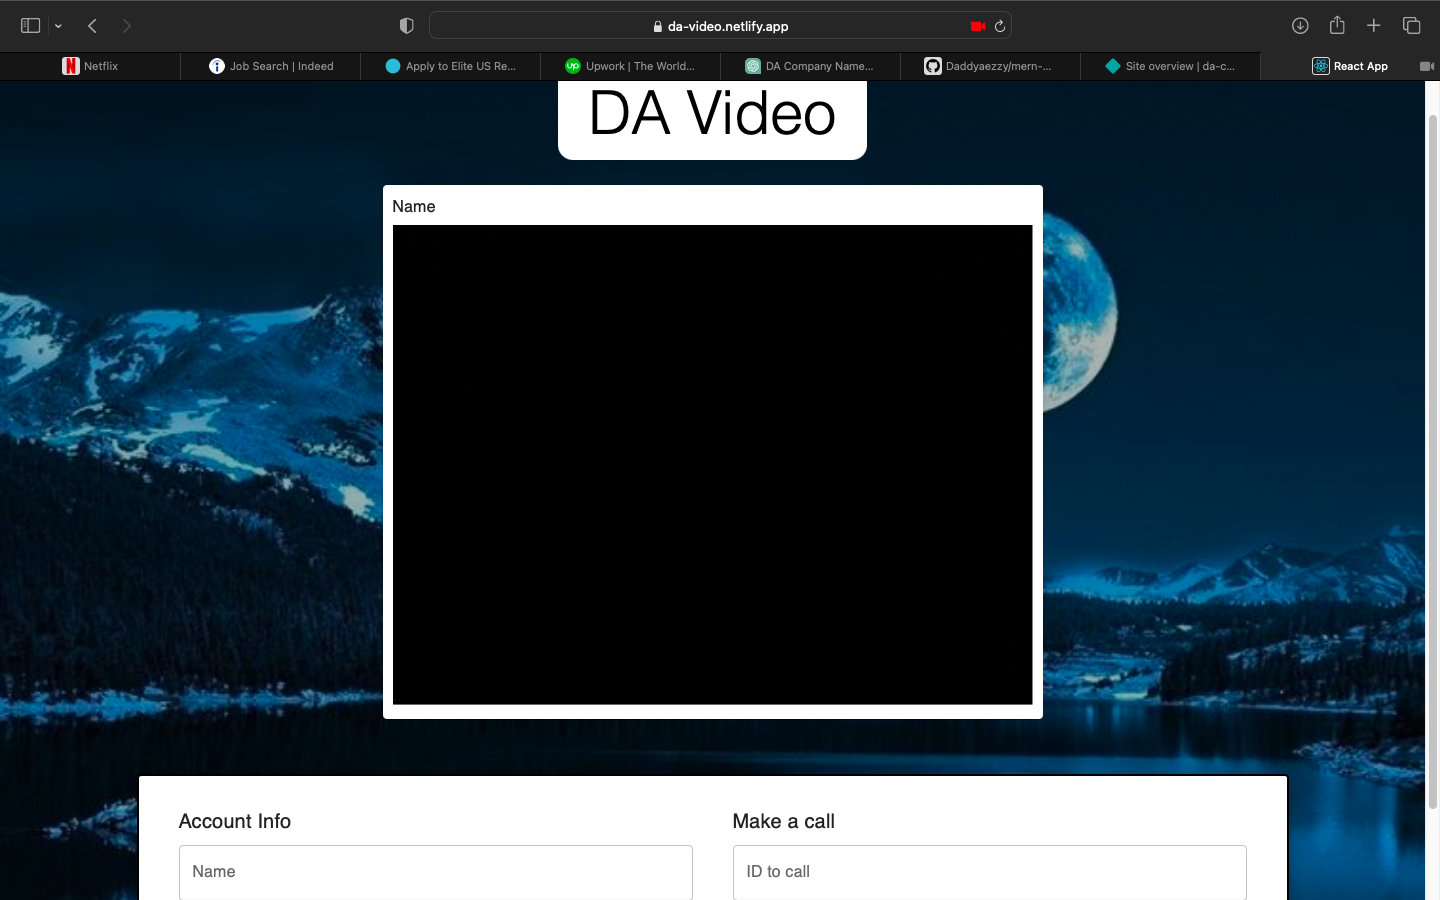 da-video.netlify.app
Netflix
Job Search | Indeed
Apply to Elite US Re...
Upwork | The World...
DA Company Name...
Daddyaezzy/mern-...
Site overview | da-c...
React App
DA Video
Name
Account Info
Make a call
Name
ID to call